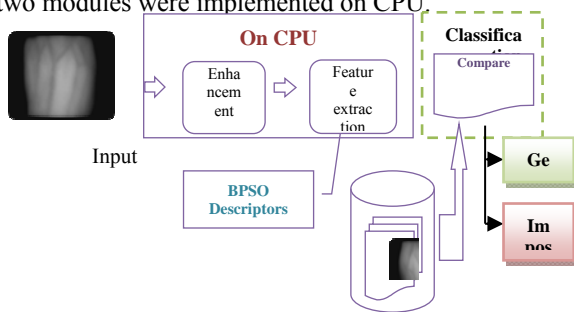 two modules were implemented on CPU.
On CPU
Enha
ncem
ent
Featur
e
extrac
tion
Classifica
Compare
Input
BPSO
Descriptors
Ge
Im
pos